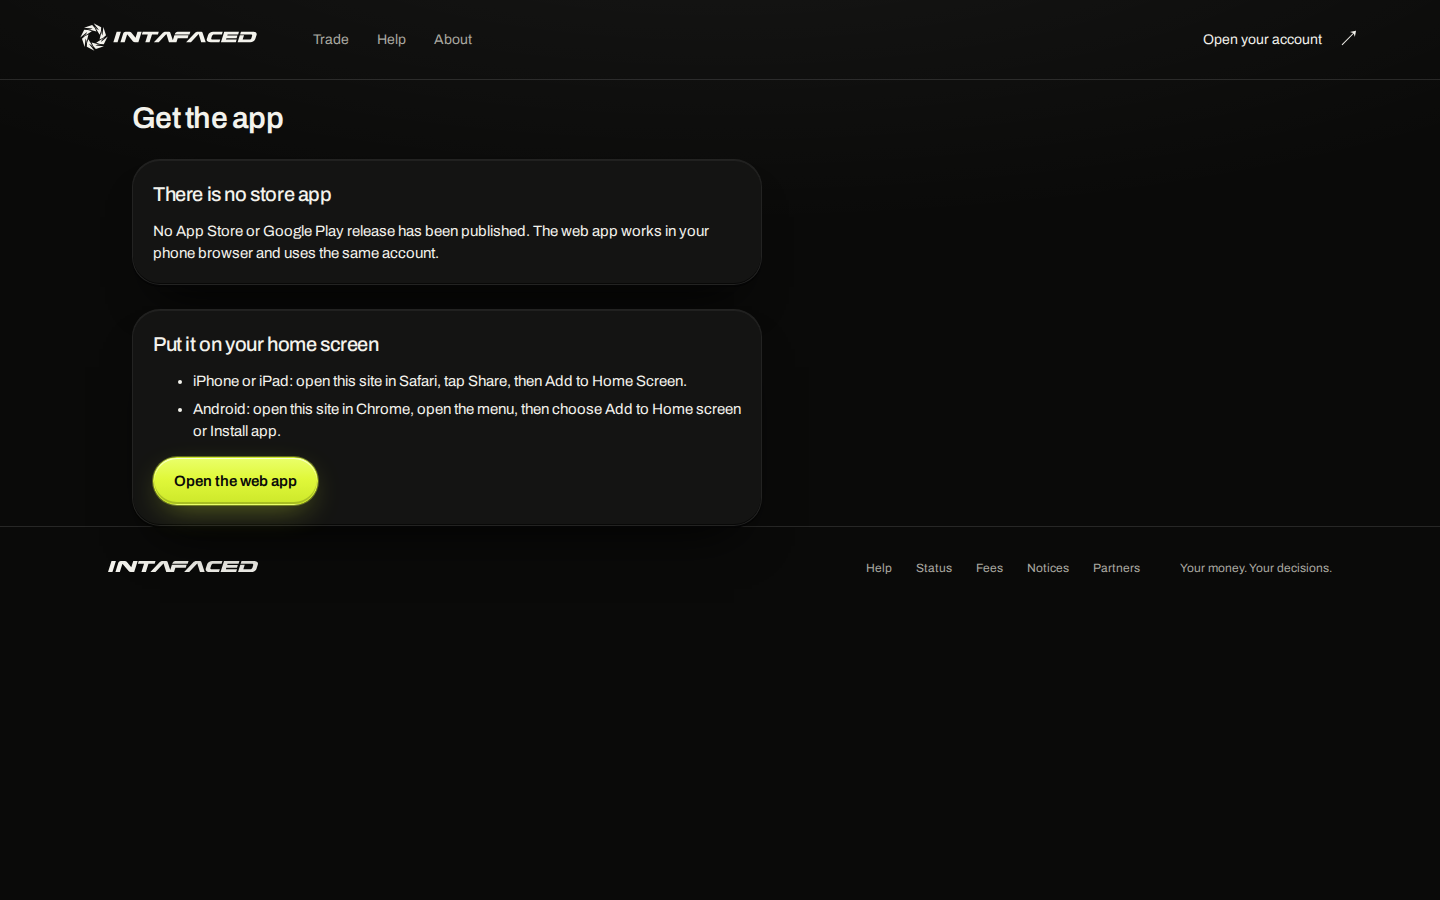 INTAFACED
Trade
Help
About
Open your account
Get the app
There is no store app
No App Store or Google Play release has been published. The web app works in your
phone browser and uses the same account.
Put it on your home screen
• iPhone or iPad: open this site in Safari, tap Share, then Add to Home Screen.
• Android: open this site in Chrome, open the menu, then choose Add to Home screen
or Install app.
Open the web app
INTAFACED
Help
Status
Fees
Notices
Partners
Your money. Your decisions.